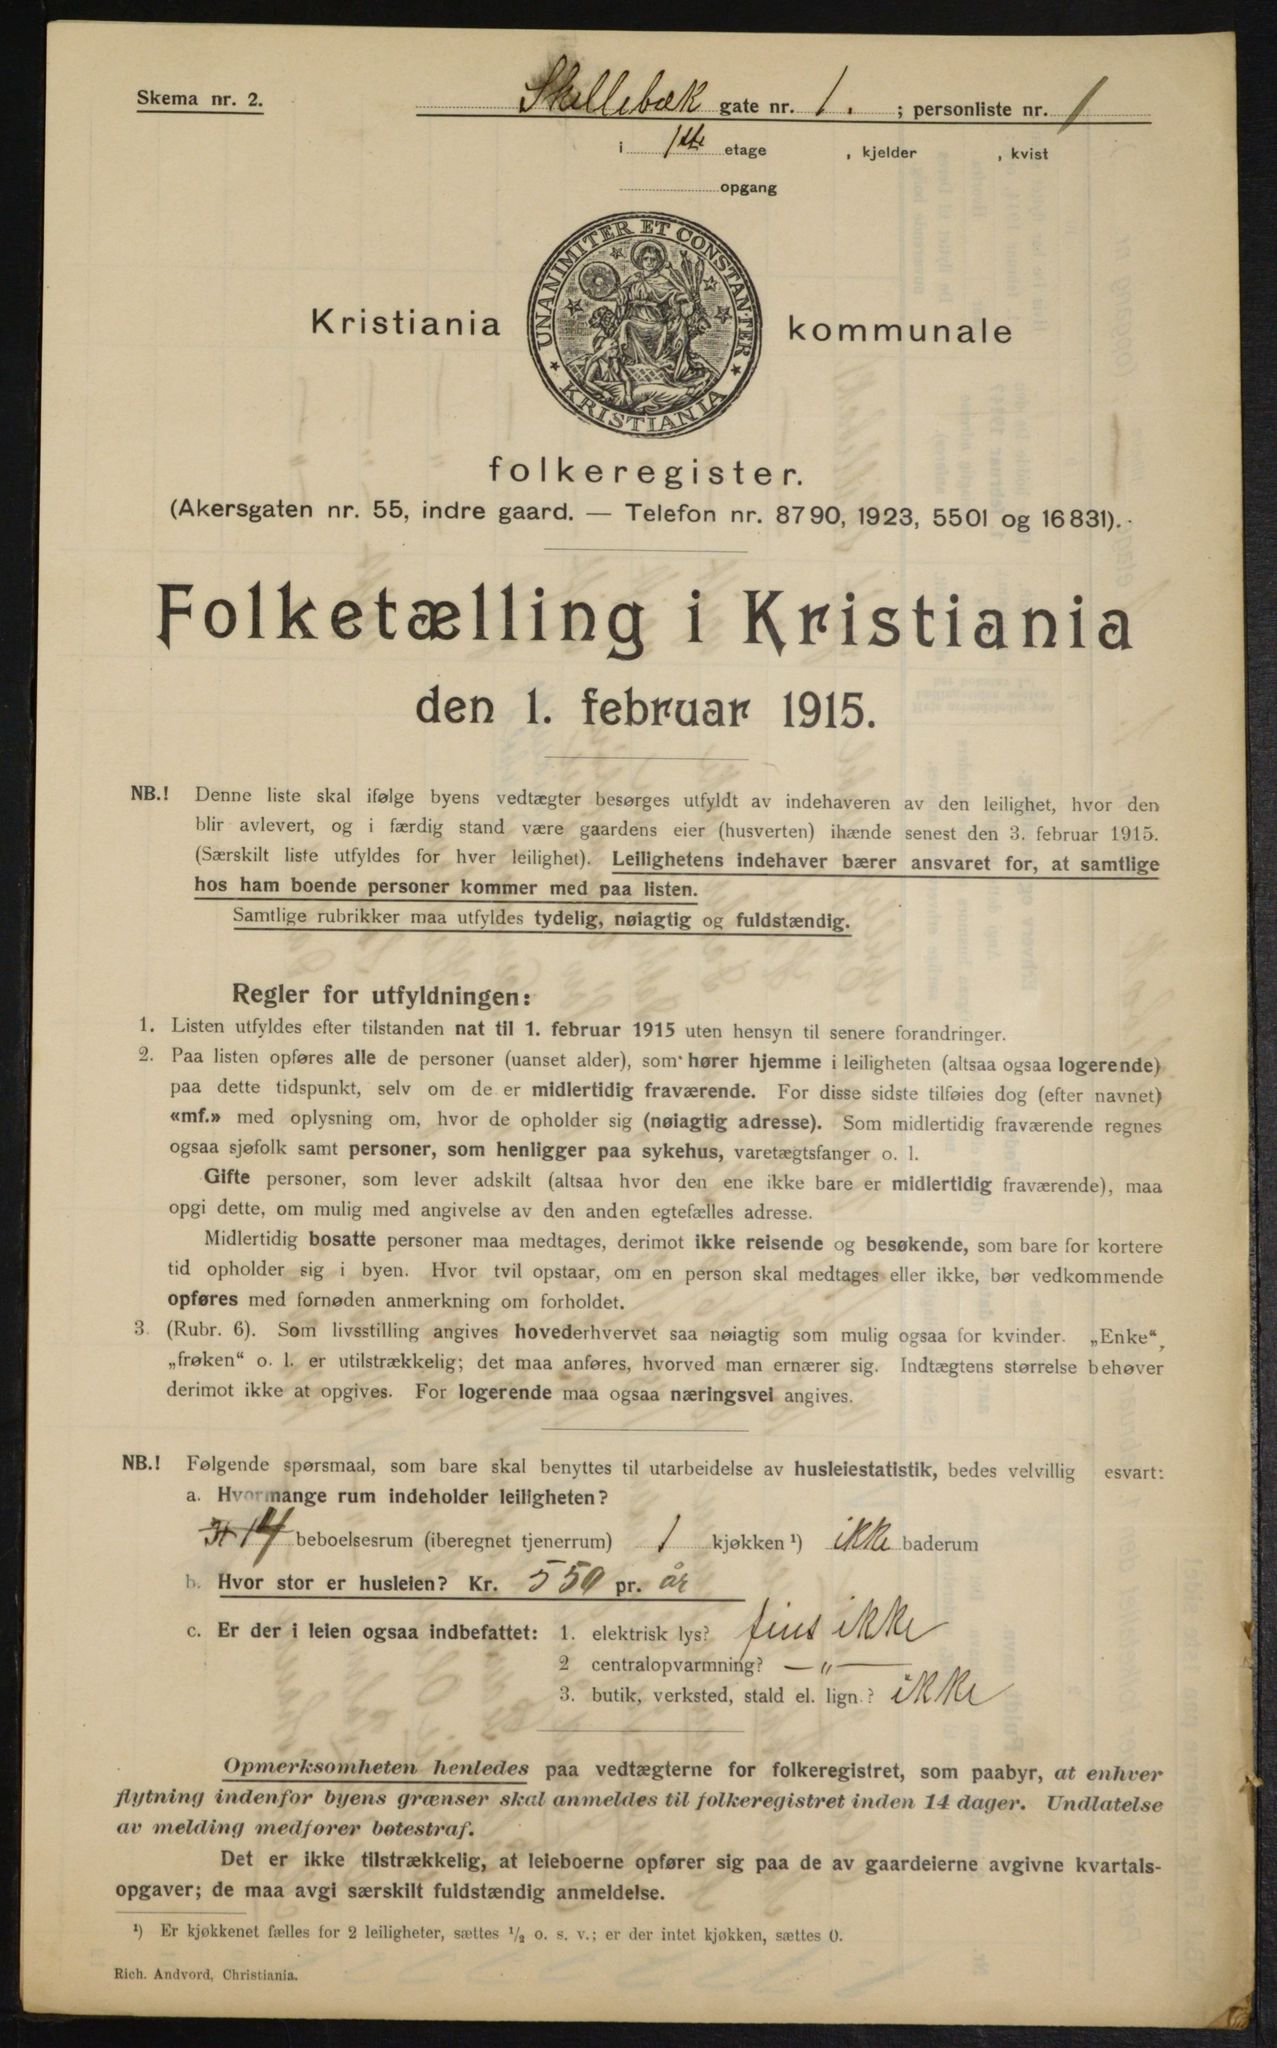 Skema nr. 2.
Skillebæk gate nr. 1. ; personliste nr. 1
i 1ste etage , kjelder , kvist
opgang
UNANIMITER ET CONSTANTER
KRISTIANIA
Kristiania kommunale
folkeregister.
(Akersgaten nr. 55, indre gaard. — Telefon nr. 8790, 1923, 5501 og 16831).
Folketælling i Kristiania
den 1. februar 1915.
NB.! Denne liste skal ifølge byens vedtægter besørges utfyldt av indehaveren av den leilighet, hvor den
blir avlevert, og i færdig stand være gaardens eier (husverten) ihænde senest den 3. februar 1915.
(Særskilt liste utfyldes for hver leilighet). Leilighetens indehaver bærer ansvaret for, at samtlige
hos ham boende personer kommer med paa listen.
Samtlige rubrikker maa utfyldes tydelig, nøiagtig og fuldstændig.
Regler for utfyldningen:
1. Listen utfyldes efter tilstanden nat til 1. februar 1915 uten hensyn til senere forandringer.
2. Paa listen opføres alle de personer (uanset alder), som hører hjemme i leiligheten (altsaa ogsaa logerende)
paa dette tidspunkt, selv om de er midlertidig fraværende. For disse sidste tilføies dog (efter navnet)
«mf.» med oplysning om, hvor de opholder sig (nøiagtig adresse). Som midlertidig fraværende regnes
ogsaa sjøfolk samt personer, som henligger paa sykehus, varetægtsfanger o. l.
Gifte personer, som lever adskilt (altsaa hvor den ene ikke bare er midlertidig fraværende), maa
opgi dette, om mulig med angivelse av den anden egtefælles adresse.
Midlertidig bosatte personer maa medtages, derimot ikke reisende og besøkende, som bare for kortere
tid opholder sig i byen. Hvor tvil opstaar, om en person skal medtages eller ikke, bør vedkommende
opføres med fornøden anmerkning om forholdet.
3. (Rubr. 6). Som livsstilling angives hovederhvervet saa nøiagtig som mulig ogsaa for kvinder. „Enke“,
„frøken“ o. l. er utilstrækkelig; det maa anføres, hvorved man ernærer sig. Indtægtens størrelse behøver
derimot ikke at opgives. For logerende maa ogsaa næringsvei angives.
NB.! Følgende spørsmaal, som bare skal benyttes til utarbeidelse av husleiestatistik, bedes velvillig esvart:
a. Hvormange rum indeholder leiligheten?
4 beboelsesrum (iberegnet tjenerrum) 1 kjøkken ¹) ikke baderum
b. Hvor stor er husleien? Kr. 550 pr. år
c. Er der i leien ogsaa indbefattet: 1. elektrisk lys? fins ikke
2 centralopvarmning? — „ —
3. butik, verksted, stald el. lign.? ikke
Opmerksomheten henledes paa vedtægterne for folkeregistret, som paabyr, at enhver
flytning indenfor byens grænser skal anmeldes til folkeregistret inden 14 dager. Undlatelse
av melding medfører bøtestraf.
Det er ikke tilstrækkelig, at leieboerne opfører sig paa de av gaardeierne avgivne kvartals-
opgaver; de maa avgi særskilt fuldstændig anmeldelse.
¹) Er kjøkkenet fælles for 2 leiligheter, sættes ½ o. s. v.; er der intet kjøkken, sættes 0.
Rich. Andvord, Christiania.